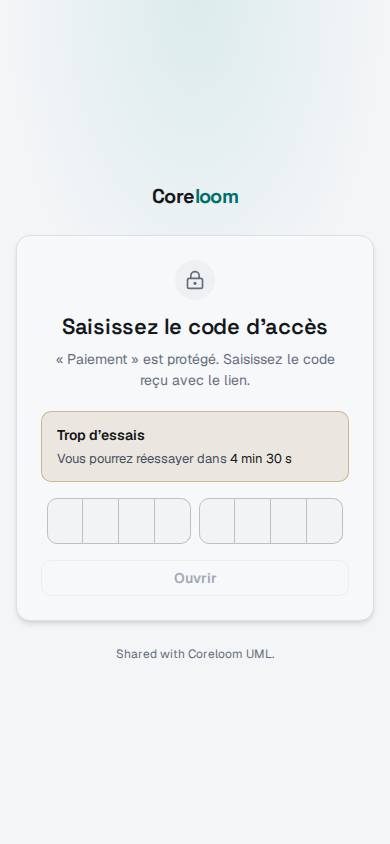 Coreloom
Saisissez le code d’accès
« Paiement » est protégé. Saisissez le code
reçu avec le lien.
Trop d’essais
Vous pourrez réessayer dans 4 min 30 s
Ouvrir
Shared with Coreloom UML.